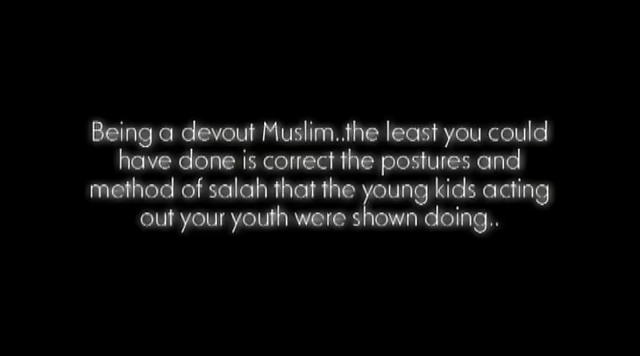 Being a devout Muslim..the least you could
have done is correct the postures and
method of salah that the young kids acting
out your youth were shown doing..